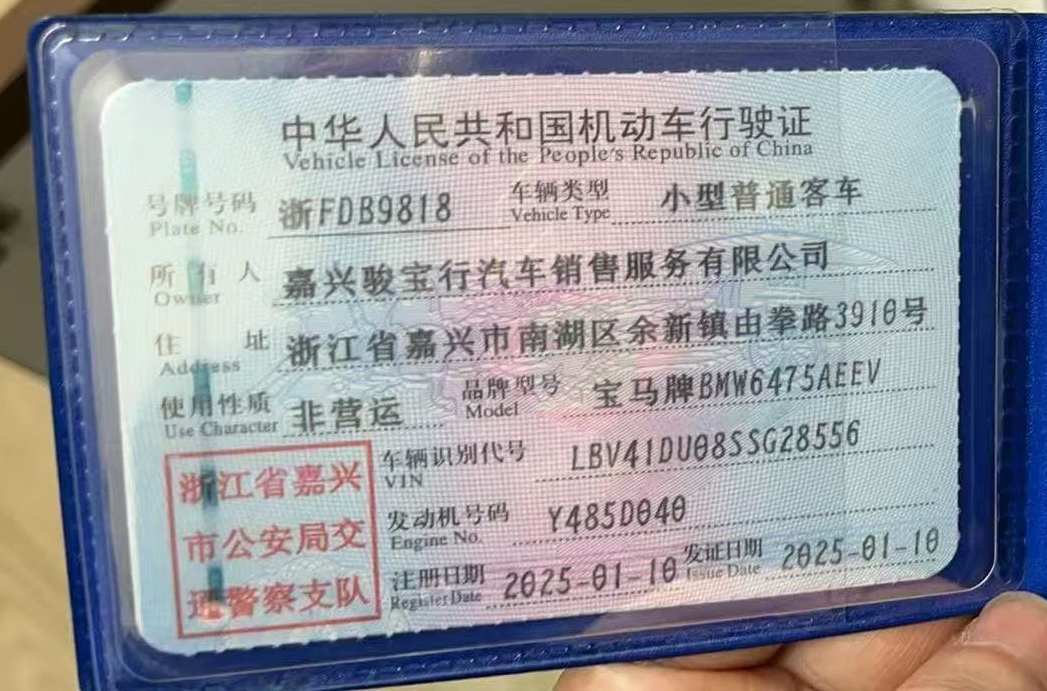 中华人民共和国机动车行驶证
Vehicle License of the People's Republic of China
号牌号码 浙FDB9818 车辆类型 小型普通客车
Plate No. Vehicle Type
所有人 嘉兴骏宝行汽车销售服务有限公司
Owner
住址 浙江省嘉兴市南湖区余新镇由拳路3910号
Address
使用性质 非营运 品牌型号 宝马牌BMW6475AEEV
Use Character Model
浙江省嘉兴
市公安局交
通警察支队
车辆识别代号 LBV41DU08SSG28556
VIN
发动机号码 Y485D040
Engine No.
注册日期 2025-01-10 发证日期 2025-01-10
Register Date Issue Date